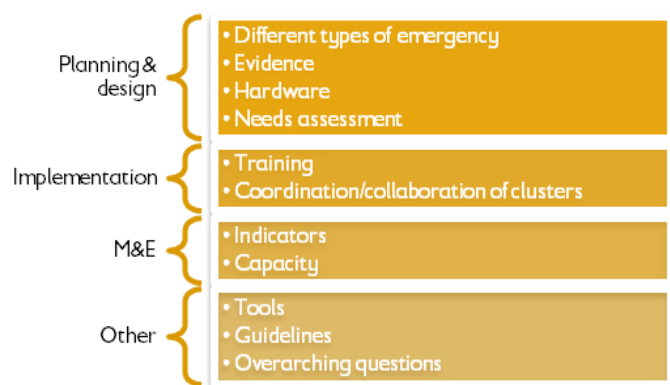 Planning &
design
• Different types of emergency
• Evidence
• Hardware
• Needs assessment
Implementation
• Training
• Coordination/collaboration of clusters
M&E
• Indicators
• Capacity
Other
• Tools
• Guidelines
• Overarching questions